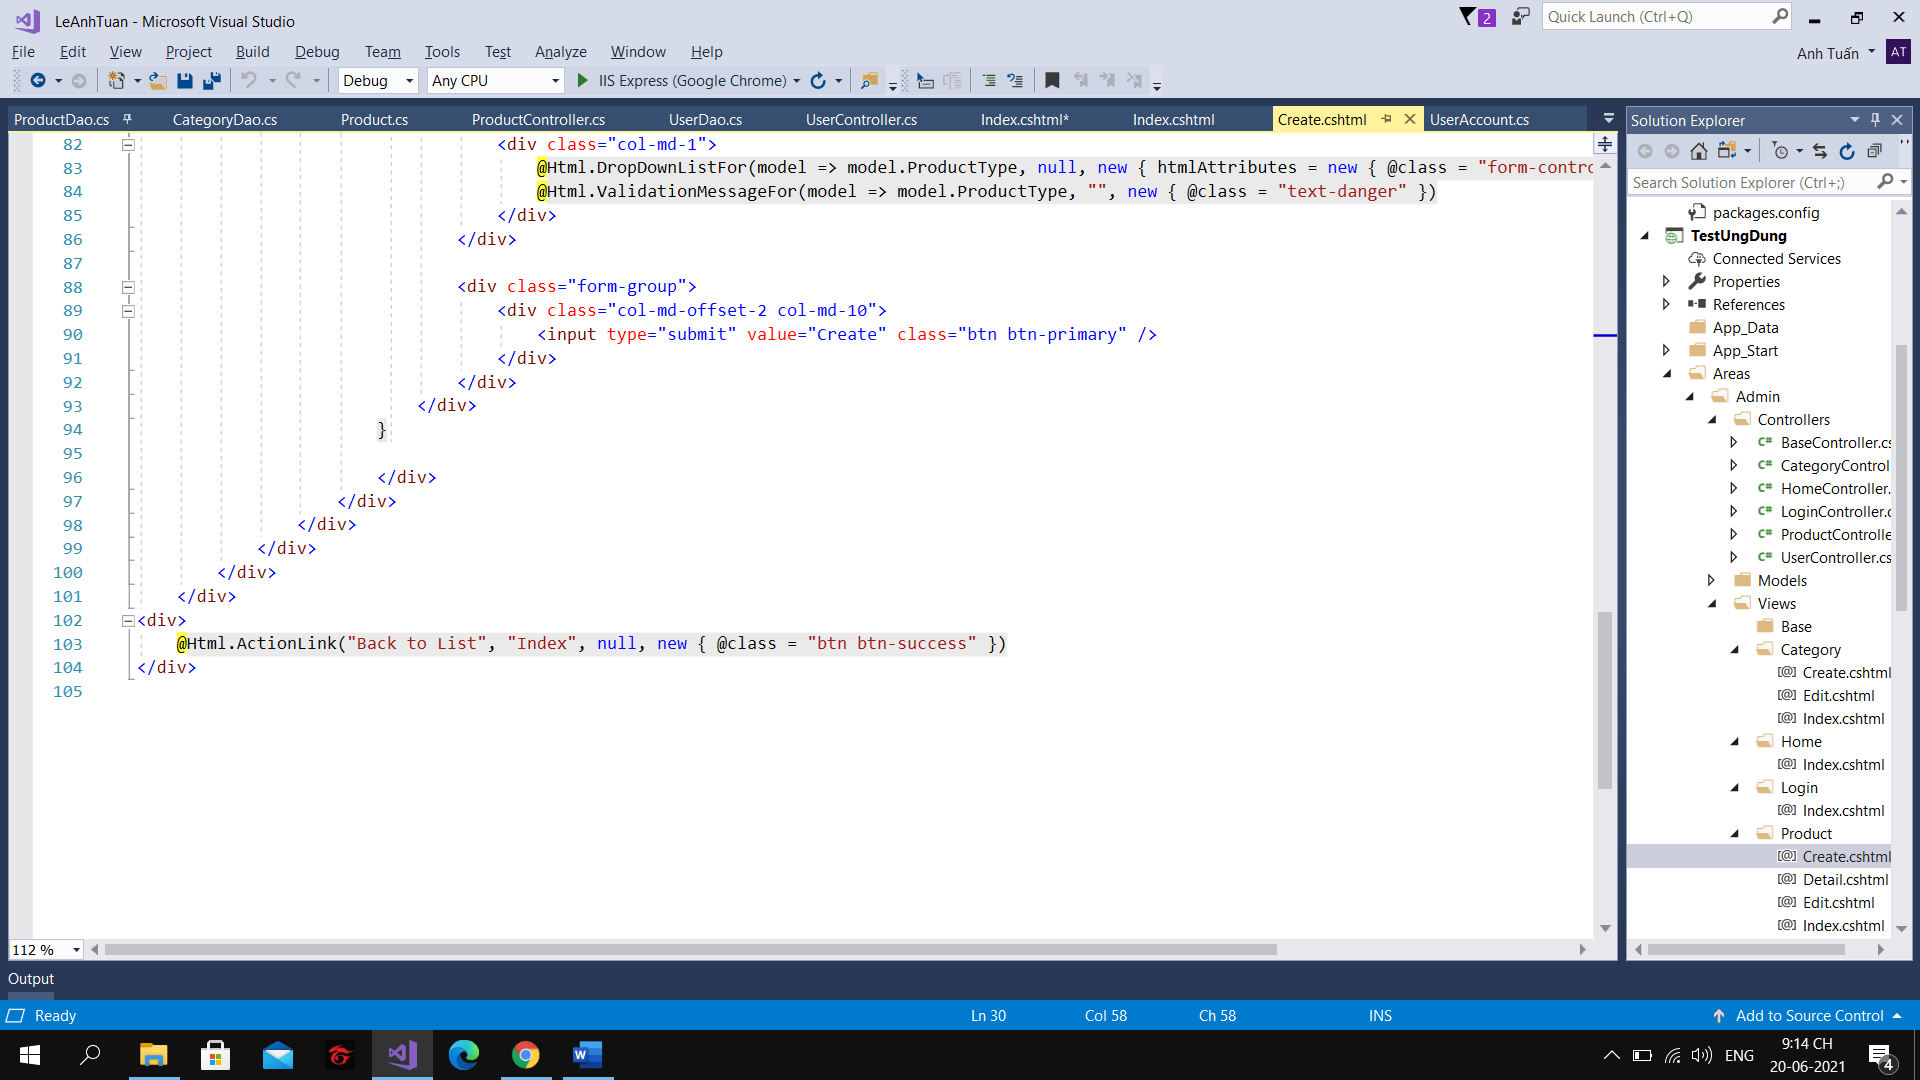 LeAnhTuan - Microsoft Visual Studio
2
Quick Launch (Ctrl+Q)
File Edit View Project Build Debug Team Tools Test Analyze Window Help
Anh Tuấn
AT
Debug Any CPU IIS Express (Google Chrome)
ProductDao.cs CategoryDao.cs Product.cs ProductController.cs UserDao.cs UserController.cs Index.cshtml* Index.cshtml Create.cshtml UserAccount.cs
82 <div class="col-md-1">
83 @Html.DropDownListFor(model => model.ProductType, null, new { htmlAttributes = new { @class = "form-contro
84 @Html.ValidationMessageFor(model => model.ProductType, "", new { @class = "text-danger" })
85 </div>
86 </div>
87
88 <div class="form-group">
89 <div class="col-md-offset-2 col-md-10">
90 <input type="submit" value="Create" class="btn btn-primary" />
91 </div>
92 </div>
93 </div>
94 }
95
96 </div>
97 </div>
98 </div>
99 </div>
100 </div>
101 </div>
102 <div>
103 @Html.ActionLink("Back to List", "Index", null, new { @class = "btn btn-success" })
104 </div>
105
112 %
Solution Explorer
Search Solution Explorer (Ctrl+;)
packages.config
TestUngDung
Connected Services
Properties
References
App_Data
App_Start
Areas
Admin
Controllers
C# BaseController.cs
C# CategoryControl
C# HomeController.
C# LoginController.c
C# ProductControlle
C# UserController.cs
Models
Views
Base
Category
[@] Create.cshtml
[@] Edit.cshtml
[@] Index.cshtml
Home
[@] Index.cshtml
Login
[@] Index.cshtml
Product
[@] Create.cshtml
[@] Detail.cshtml
[@] Edit.cshtml
[@] Index.cshtml
Output
Ready
Ln 30 Col 58 Ch 58 INS
Add to Source Control
ENG
9:14 CH
20-06-2021
4